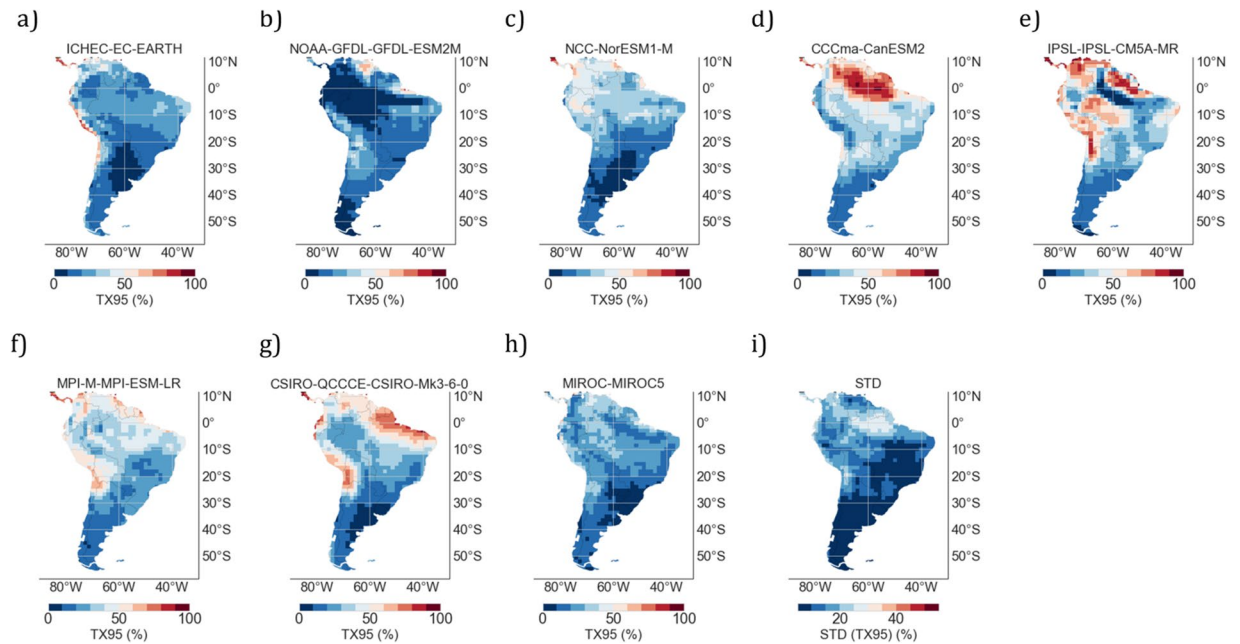 a) b) c) d) e)
ICHEC-EC-EARTH NOAA-GFDL-GFDL-ESM2M NCC-NorESM1-M CCCma-CanESM2 IPSL-IPSL-CM5A-MR
10°N 10°N 10°N 10°N 10°N
0° 0° 0° 0° 0°
10°S 10°S 10°S 10°S 10°S
20°S 20°S 20°S 20°S 20°S
30°S 30°S 30°S 30°S 30°S
40°S 40°S 40°S 40°S 40°S
50°S 50°S 50°S 50°S 50°S
80°W 60°W 40°W 80°W 60°W 40°W 80°W 60°W 40°W 80°W 60°W 40°W 80°W 60°W 40°W
0 50 100 0 50 100 0 50 100 0 50 100 0 50 100
TX95 (%) TX95 (%) TX95 (%) TX95 (%) TX95 (%)
f) g) h) i)
MPI-M-MPI-ESM-LR CSIRO-QCCCE-CSIRO-Mk3-6-0 MIROC-MIROC5 STD
10°N 10°N 10°N 10°N
0° 0° 0° 0°
10°S 10°S 10°S 10°S
20°S 20°S 20°S 20°S
30°S 30°S 30°S 30°S
40°S 40°S 40°S 40°S
50°S 50°S 50°S 50°S
80°W 60°W 40°W 80°W 60°W 40°W 80°W 60°W 40°W 80°W 60°W 40°W
0 50 100 0 50 100 0 50 100 20 40
TX95 (%) TX95 (%) TX95 (%) STD (TX95) (%)